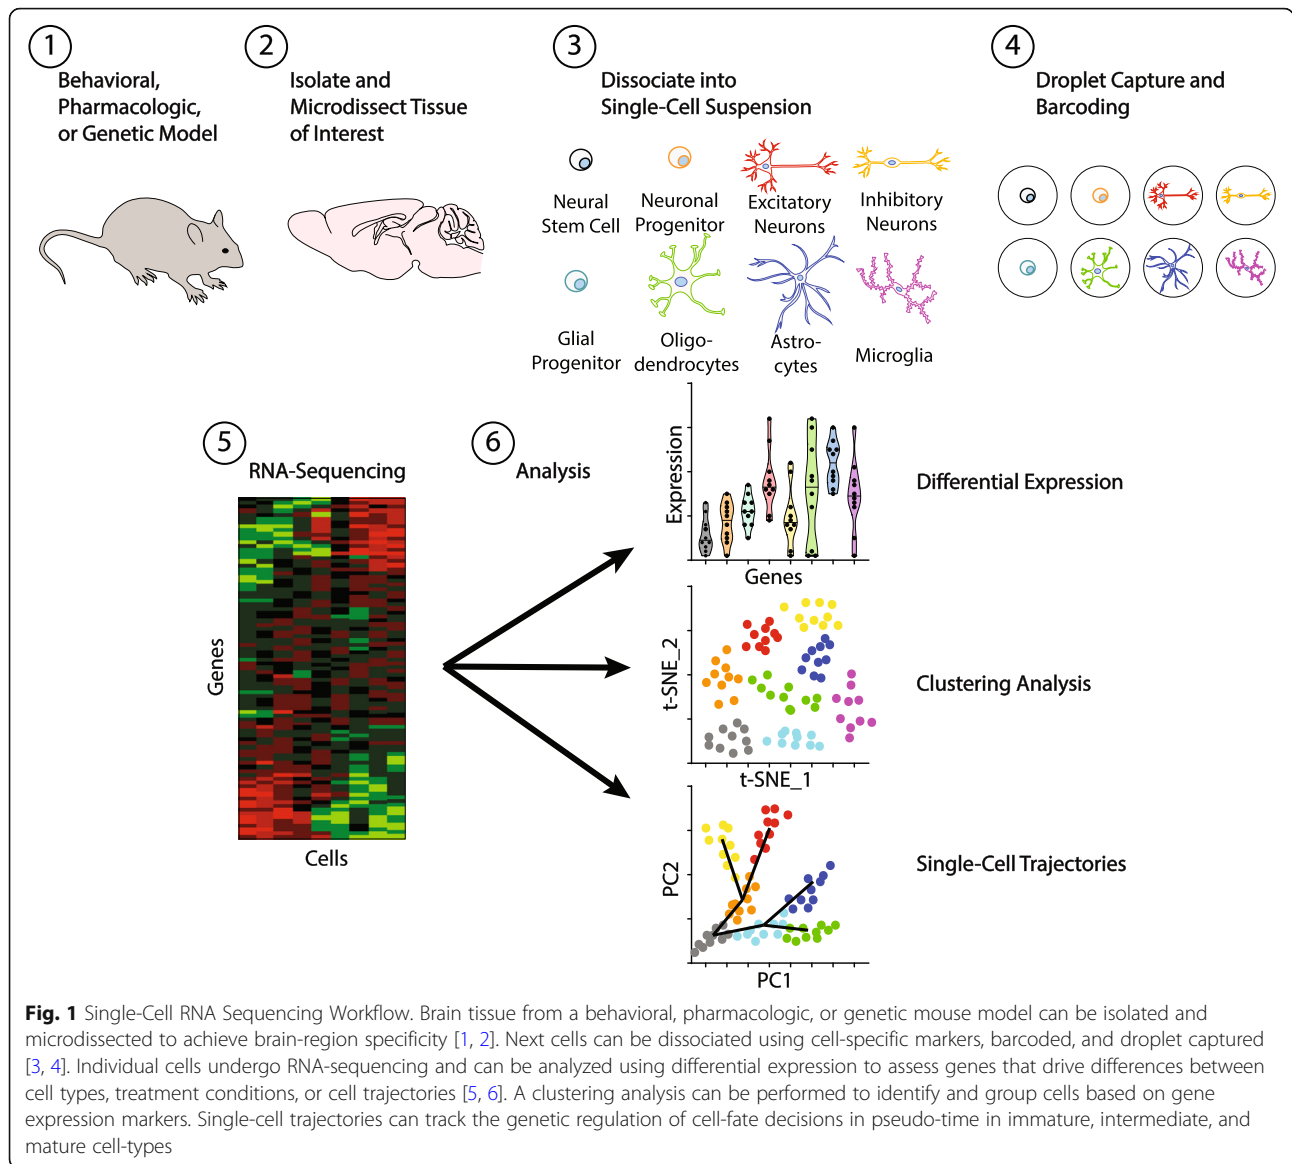 1
Behavioral,
Pharmacologic,
or Genetic Model
2
Isolate and
Microdissect Tissue
of Interest
3
Dissociate into
Single-Cell Suspension
Neural
Stem Cell
Neuronal
Progenitor
Excitatory
Neurons
Inhibitory
Neurons
Glial
Progenitor
Oligo-
dendrocytes
Astro-
cytes
Microglia
4
Droplet Capture and
Barcoding
5
RNA-Sequencing
Genes
Cells
6
Analysis
Expression
Genes
Differential Expression
t-SNE_2
t-SNE_1
Clustering Analysis
PC2
PC1
Single-Cell Trajectories
Fig. 1 Single-Cell RNA Sequencing Workflow. Brain tissue from a behavioral, pharmacologic, or genetic mouse model can be isolated and
microdissected to achieve brain-region specificity [1, 2]. Next cells can be dissociated using cell-specific markers, barcoded, and droplet captured
[3, 4]. Individual cells undergo RNA-sequencing and can be analyzed using differential expression to assess genes that drive differences between
cell types, treatment conditions, or cell trajectories [5, 6]. A clustering analysis can be performed to identify and group cells based on gene
expression markers. Single-cell trajectories can track the genetic regulation of cell-fate decisions in pseudo-time in immature, intermediate, and
mature cell-types